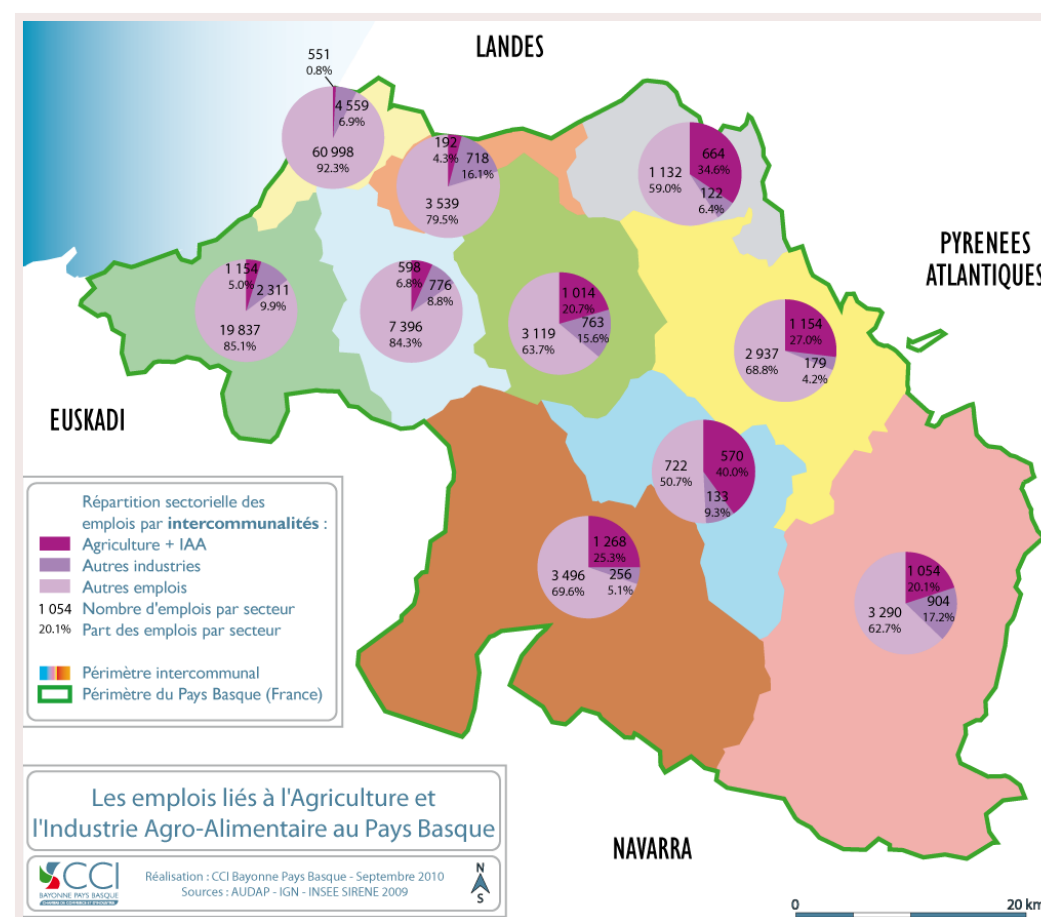 LANDES
551
0.8%
4 559
6.9%
60 998
92.3%
192
4.3%
718
16.1%
3 539
79.5%
664
34.6%
1 132
59.0%
122
6.4%
PYRENEES
ATLANTIQUES
1 154
5.0%
2 311
9.9%
19 837
85.1%
598
6.8%
776
8.8%
7 396
84.3%
1 014
20.7%
763
15.6%
3 119
63.7%
1 154
27.0%
2 937
68.8%
179
4.2%
EUSKADI
570
40.0%
722
50.7%
133
9.3%
1 268
25.3%
3 496
69.6%
256
5.1%
1 054
20.1%
904
17.2%
3 290
62.7%
Répartition sectorielle des
emplois par intercommunalités :
Agriculture + IAA
Autres industries
Autres emplois
1 054 Nombre d'emplois par secteur
20.1% Part des emplois par secteur
Périmètre intercommunal
Périmètre du Pays Basque (France)
Les emplois liés à l'Agriculture et
l'Industrie Agro-Alimentaire au Pays Basque
CCI
BAYONNE PAYS BASQUE
CHAMBRE DE COMMERCE ET D'INDUSTRIE
Réalisation : CCI Bayonne Pays Basque - Septembre 2010
Sources : AUDAP - IGN - INSEE SIRENE 2009
N
S
NAVARRA
0
20 km